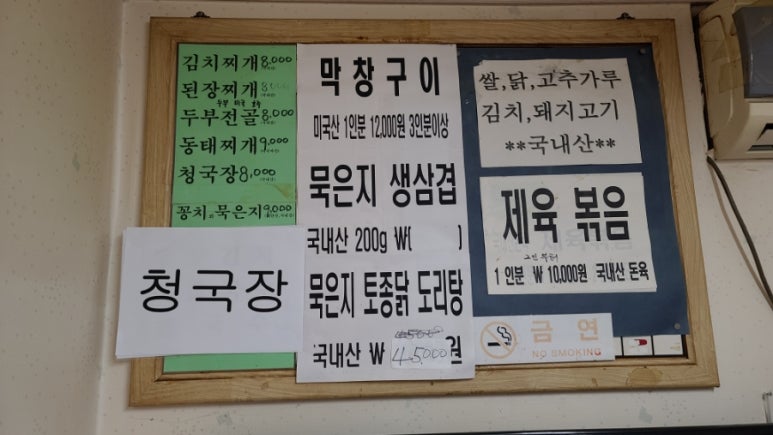 김치찌개 8,000
된장찌개
두부전골 8,000
동태찌개 9,000
청국장 8,000
꽁치 묵은지 9,000
청국장
막창구이
미국산 1인분 12,000원 3인분이상
묵은지 생삼겹
국내산 200g ₩( )
묵은지 토종닭 도리탕
국내산 ₩ 45,000원
쌀,닭,고추가루
김치,돼지고기
**국내산**
제육 볶음
1 인분 ₩ 10,000원 국내산 돈육
금 연
NO SMOKING